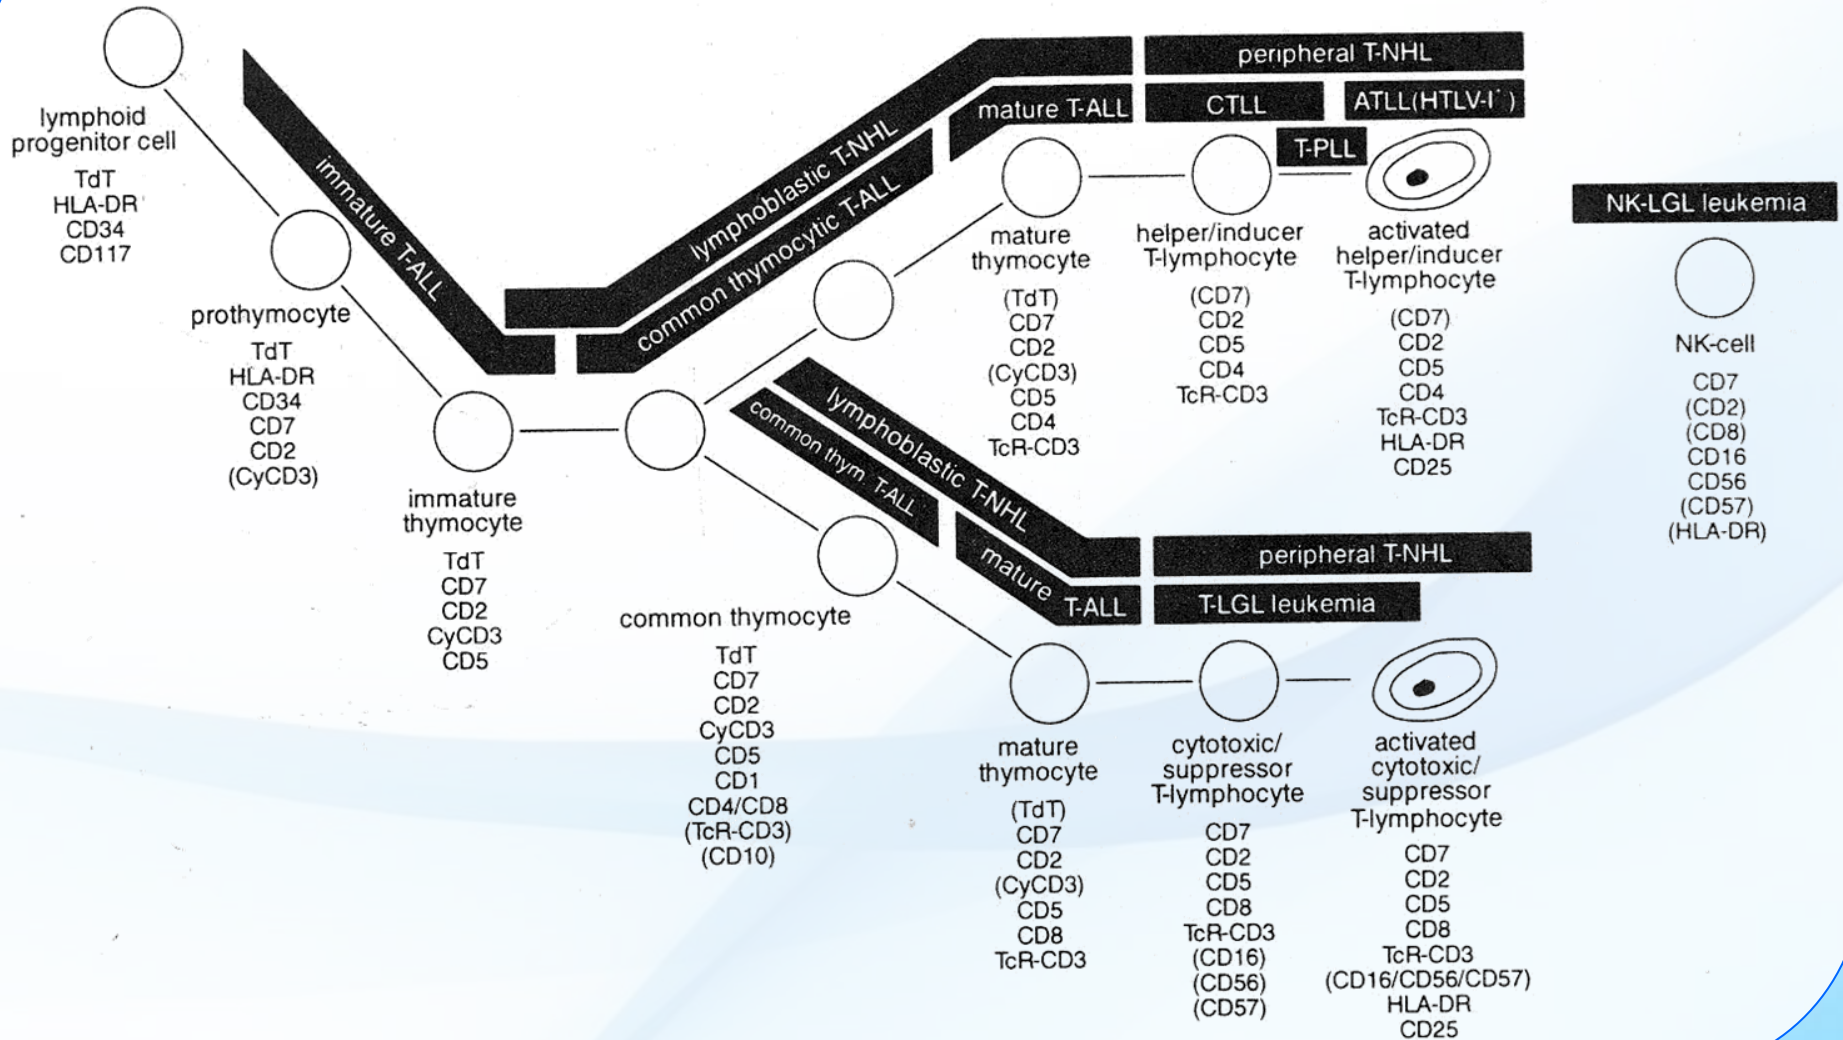 lymphoid
progenitor cell
TdT
HLA-DR
CD34
CD117
prothymocyte
TdT
HLA-DR
CD34
CD7
CD2
(CyCD3)
immature
thymocyte
TdT
CD7
CD2
CyCD3
CD5
common thymocyte
TdT
CD7
CD2
CyCD3
CD5
CD1
CD4/CD8
(TcR-CD3)
(CD10)
immature T-ALL
lymphoblastic T-NHL
common thymocytic T-ALL
mature T-ALL
peripheral T-NHL
CTLL
ATLL(HTLV-I+)
T-PLL
mature
thymocyte
(TdT)
CD7
CD2
(CyCD3)
CD5
CD4
TcR-CD3
helper/inducer
T-lymphocyte
(CD7)
CD2
CD5
CD4
TcR-CD3
activated
helper/inducer
T-lymphocyte
(CD7)
CD2
CD5
CD4
TcR-CD3
HLA-DR
CD25
NK-LGL leukemia
NK-cell
CD7
(CD2)
(CD8)
CD16
CD56
(CD57)
(HLA-DR)
lymphoblastic T-NHL
common thym. T-ALL
mature
T-ALL
peripheral T-NHL
T-LGL leukemia
mature
thymocyte
(TdT)
CD7
CD2
(CyCD3)
CD5
CD8
TcR-CD3
cytotoxic/
suppressor
T-lymphocyte
CD7
CD2
CD5
CD8
TcR-CD3
(CD16)
(CD56)
(CD57)
activated
cytotoxic/
suppressor
T-lymphocyte
CD7
CD2
CD5
CD8
TcR-CD3
(CD16/CD56/CD57)
HLA-DR
CD25